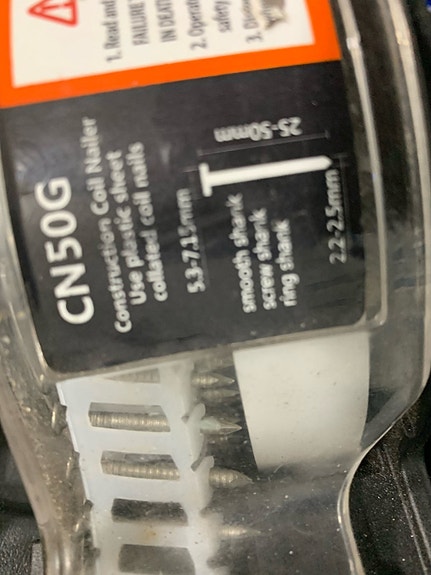 1. Read and
FAILURE
IN DEATH
2. Operat
safety
3.
CN50G
Construction Coil Nailer
Use plastic sheet
collated coil nails
25-50mm
5.3-7.15mm
smooth shank
screw shank
ring shank
2.2-2.5mm